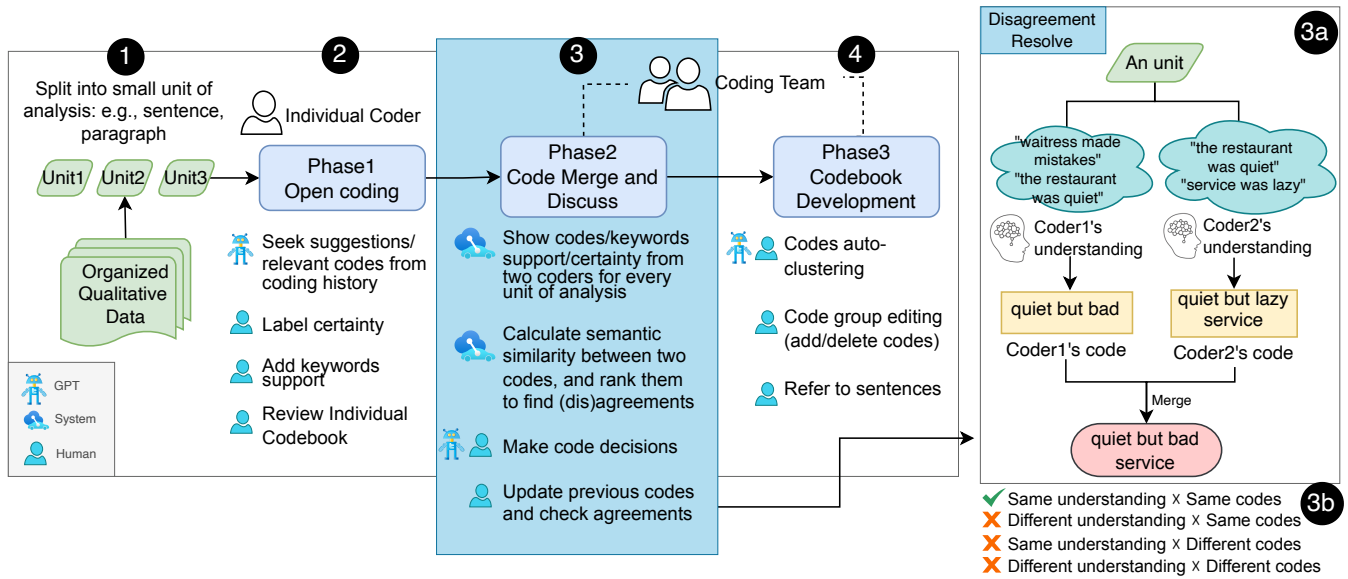 1
Split into small unit of
analysis: e.g., sentence,
paragraph
Unit1
Unit2
Unit3
Organized
Qualitative
Data
GPT
System
Human
2
Individual Coder
Phase1
Open coding
Seek suggestions/
relevant codes from
coding history
Label certainty
Add keywords
support
Review Individual
Codebook
3
Coding Team
Phase2
Code Merge and
Discuss
Show codes/keywords
support/certainty from
two coders for every
unit of analysis
Calculate semantic
similarity between two
codes, and rank them
to find (dis)agreements
Make code decisions
Update previous codes
and check agreements
4
Phase3
Codebook
Development
Codes auto-
clustering
Code group editing
(add/delete codes)
Refer to sentences
Disagreement
Resolve
3a
An unit
"waitress made
mistakes"
"the restaurant
was quiet"
"the restaurant
was quiet"
"service was lazy"
Coder1's
understanding
Coder2's
understanding
quiet but bad
quiet but lazy
service
Coder1's code
Coder2's code
Merge
quiet but bad
service
3b
Same understanding x Same codes
Different understanding x Same codes
Same understanding x Different codes
Different understanding x Different codes